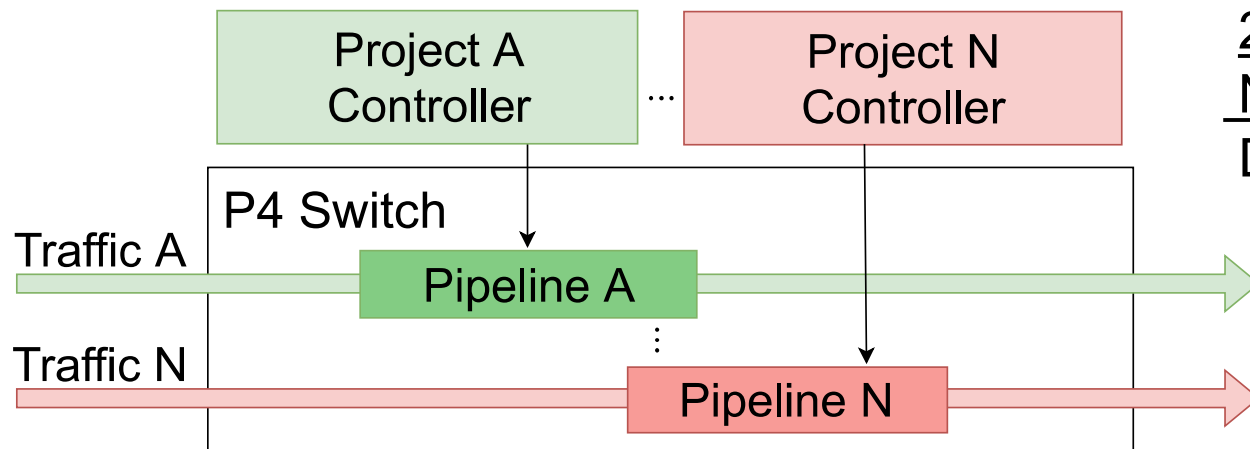 Project A
Controller
...
Project N
Controller
P4 Switch
Traffic A
Pipeline A
...
Traffic N
Pipeline N